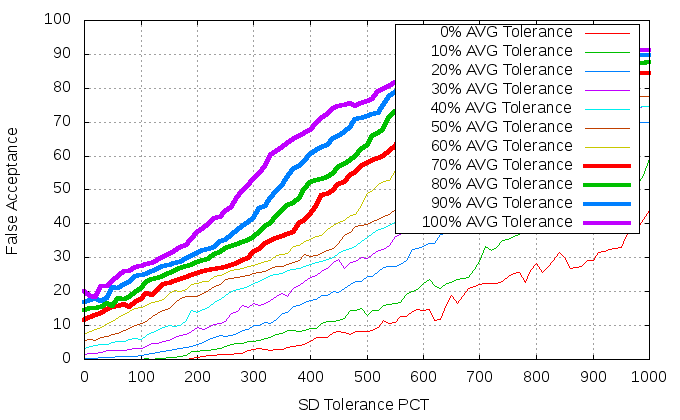 100
90
80
70
60
50
40
30
20
10
0
False Acceptance
0% AVG Tolerance
10% AVG Tolerance
20% AVG Tolerance
30% AVG Tolerance
40% AVG Tolerance
50% AVG Tolerance
60% AVG Tolerance
70% AVG Tolerance
80% AVG Tolerance
90% AVG Tolerance
100% AVG Tolerance
0 100 200 300 400 500 600 700 800 900 1000
SD Tolerance PCT